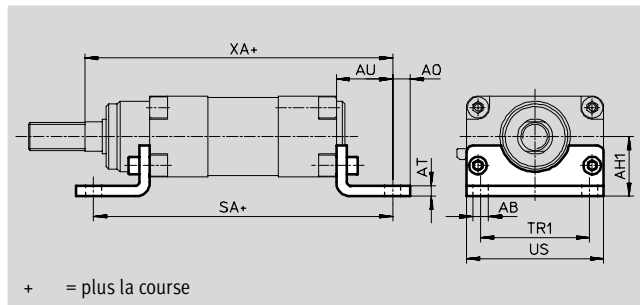 XA+
AU
AO
AT
SA+
AH1
AB
TR1
US
+ = plus la course